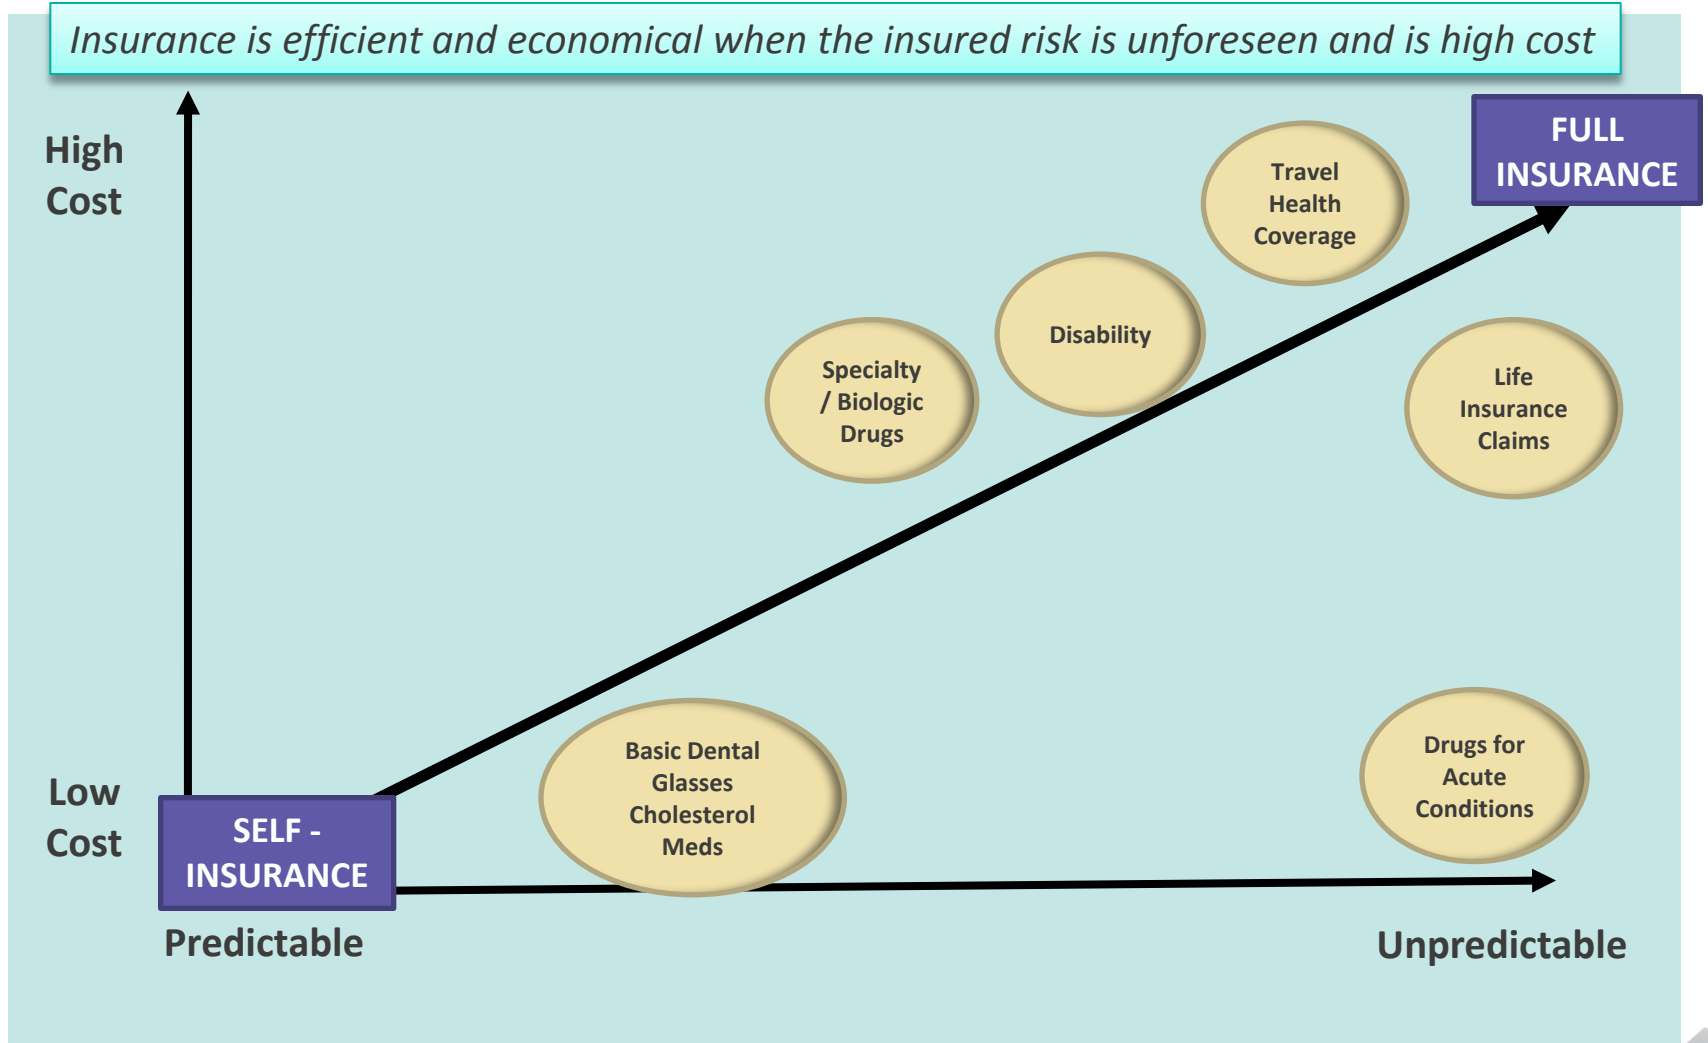 Insurance is efficient and economical when the insured risk is unforeseen and is high cost
High
Cost
FULL
INSURANCE
Travel
Health
Coverage
Disability
Specialty
/ Biologic
Drugs
Life
Insurance
Claims
Basic Dental
Glasses
Cholesterol
Meds
Drugs for
Acute
Conditions
Low
Cost
SELF -
INSURANCE
Predictable
Unpredictable